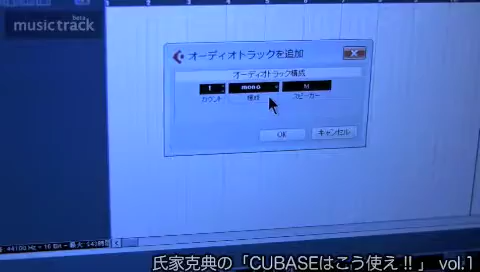 beta
musictrack
オーディオトラックを追加
オーディオトラック構成
1 mono M
カウント 構成 スピーカー
OK キャンセル
44100 Hz - 16 Bit - 最大
氏家克典の「CUBASEはこう使え!!」 vol.1